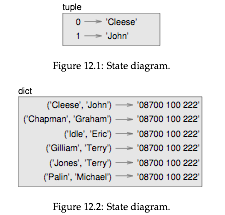 tuple
0 'Cleese'
1 'John'
Figure 12.1: State diagram.
dict
('Cleese', 'John') '08700 100 222'
('Chapman', 'Graham') '08700 100 222'
('Idle', 'Eric') '08700 100 222'
('Gilliam', 'Terry') '08700 100 222'
('Jones', 'Terry') '08700 100 222'
('Palin', 'Michael') '08700 100 222'
Figure 12.2: State diagram.